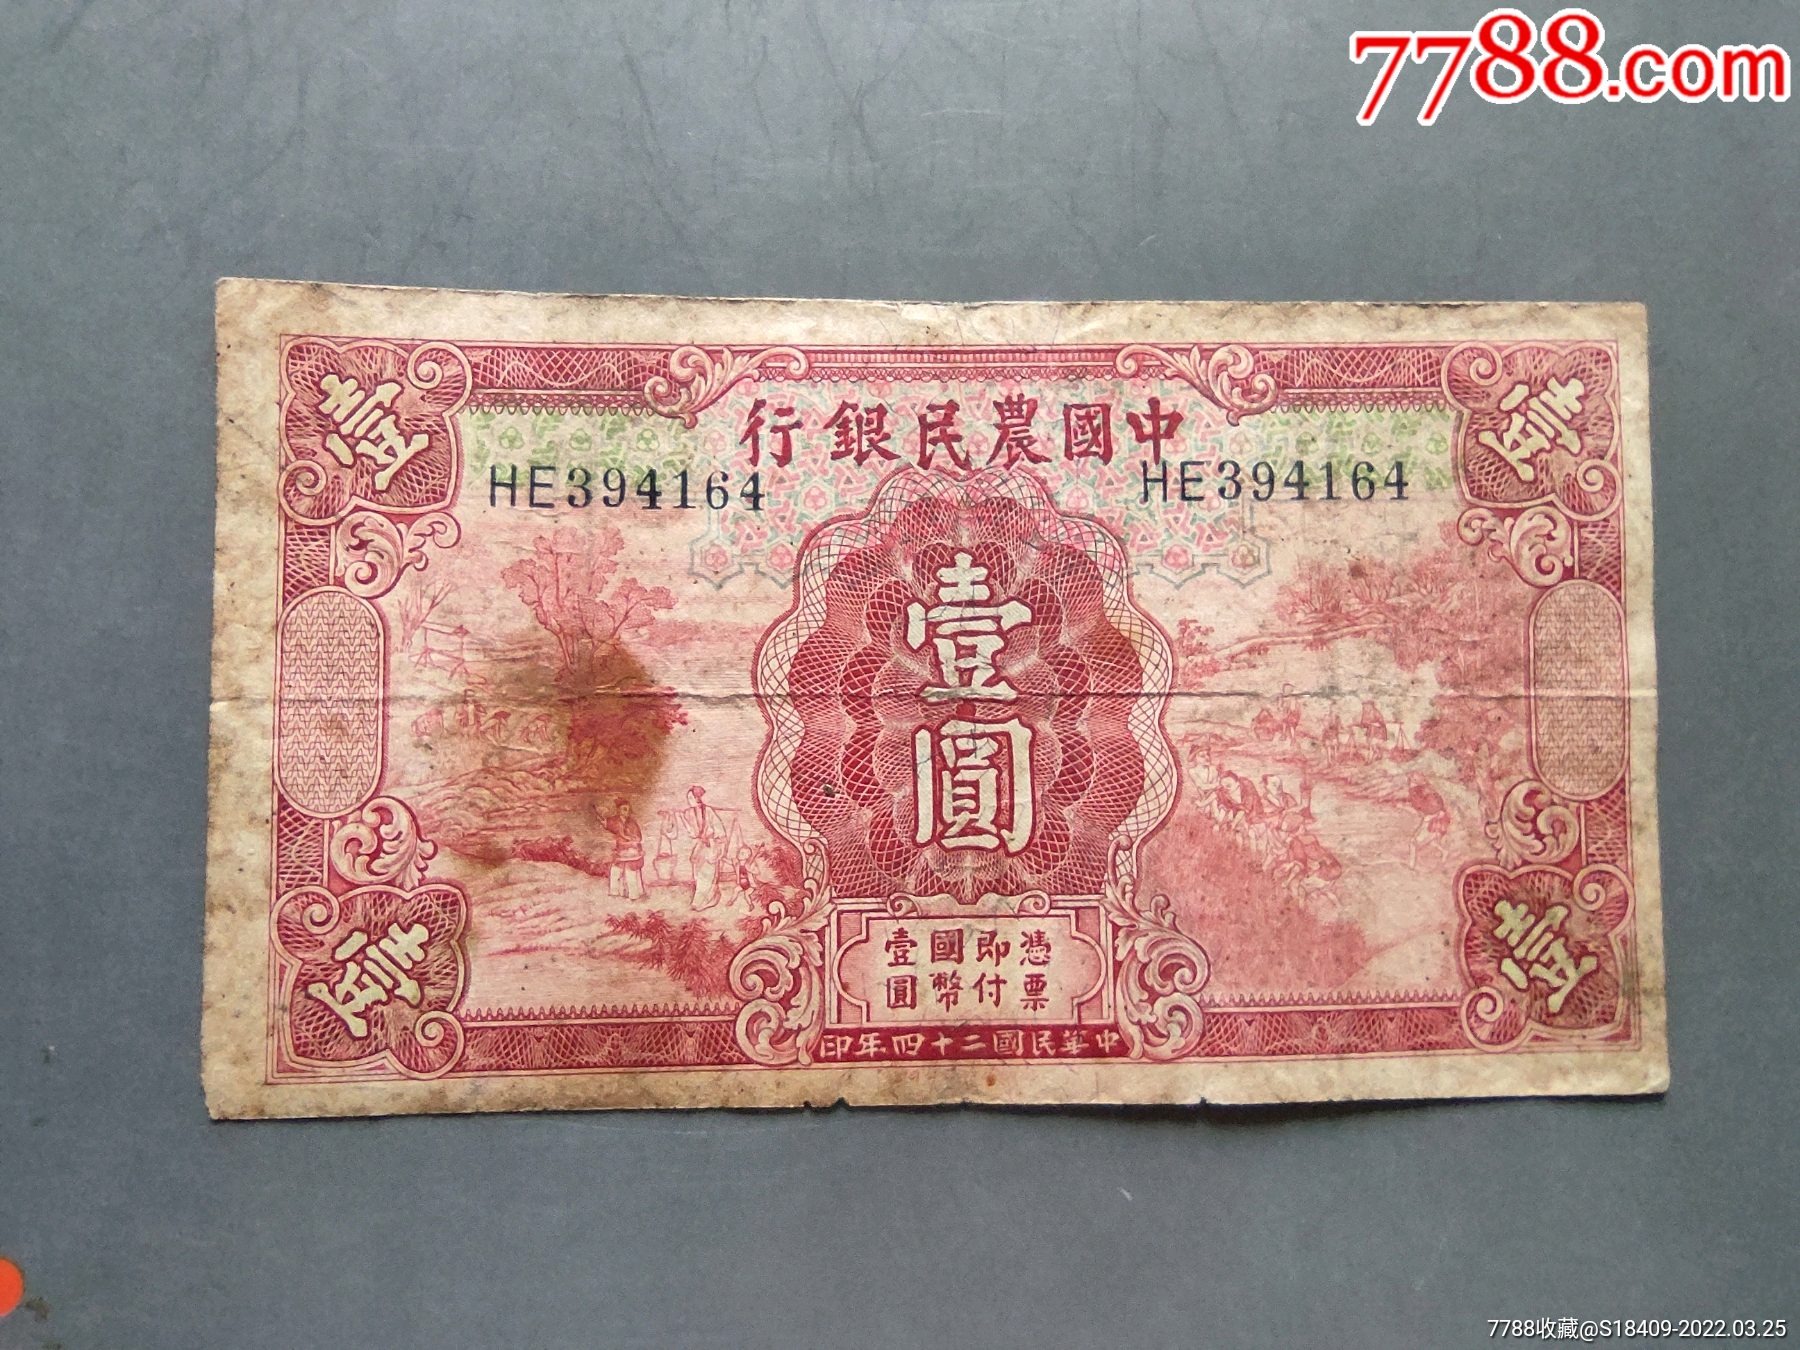 7788.com
中國農民銀行
HE394164 HE394164
壹 壹
壹圓
憑票
即付
國幣
壹圓
壹 壹
中華民國二十四年印
7788收藏@S18409-2022.03.25